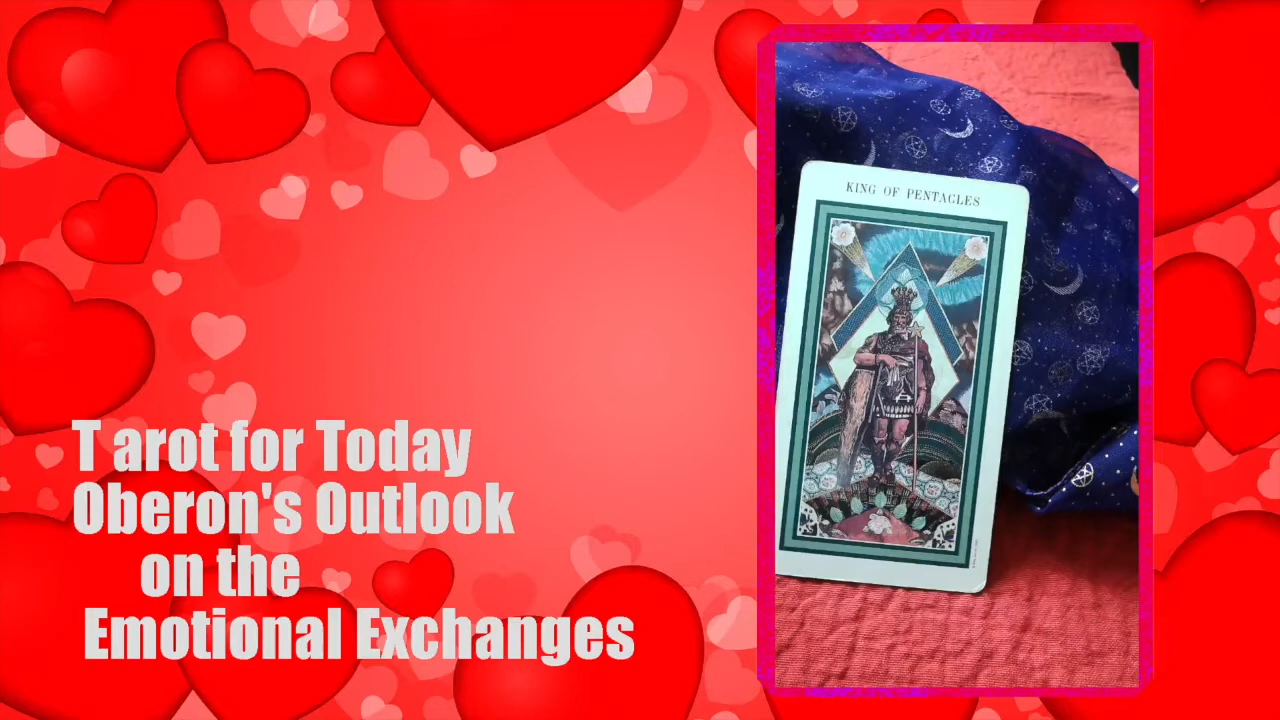 T arot for Today
Oberon's Outlook
on the
Emotional Exchanges
KING OF PENTACLES